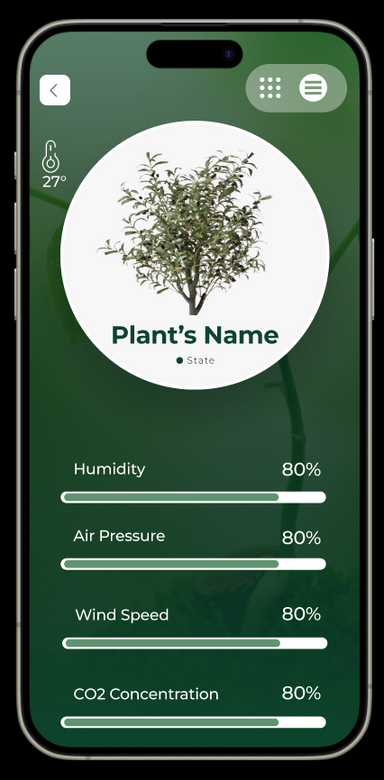 27°
Plant's Name
State
Humidity 80%
Air Pressure 80%
Wind Speed 80%
CO2 Concentration 80%